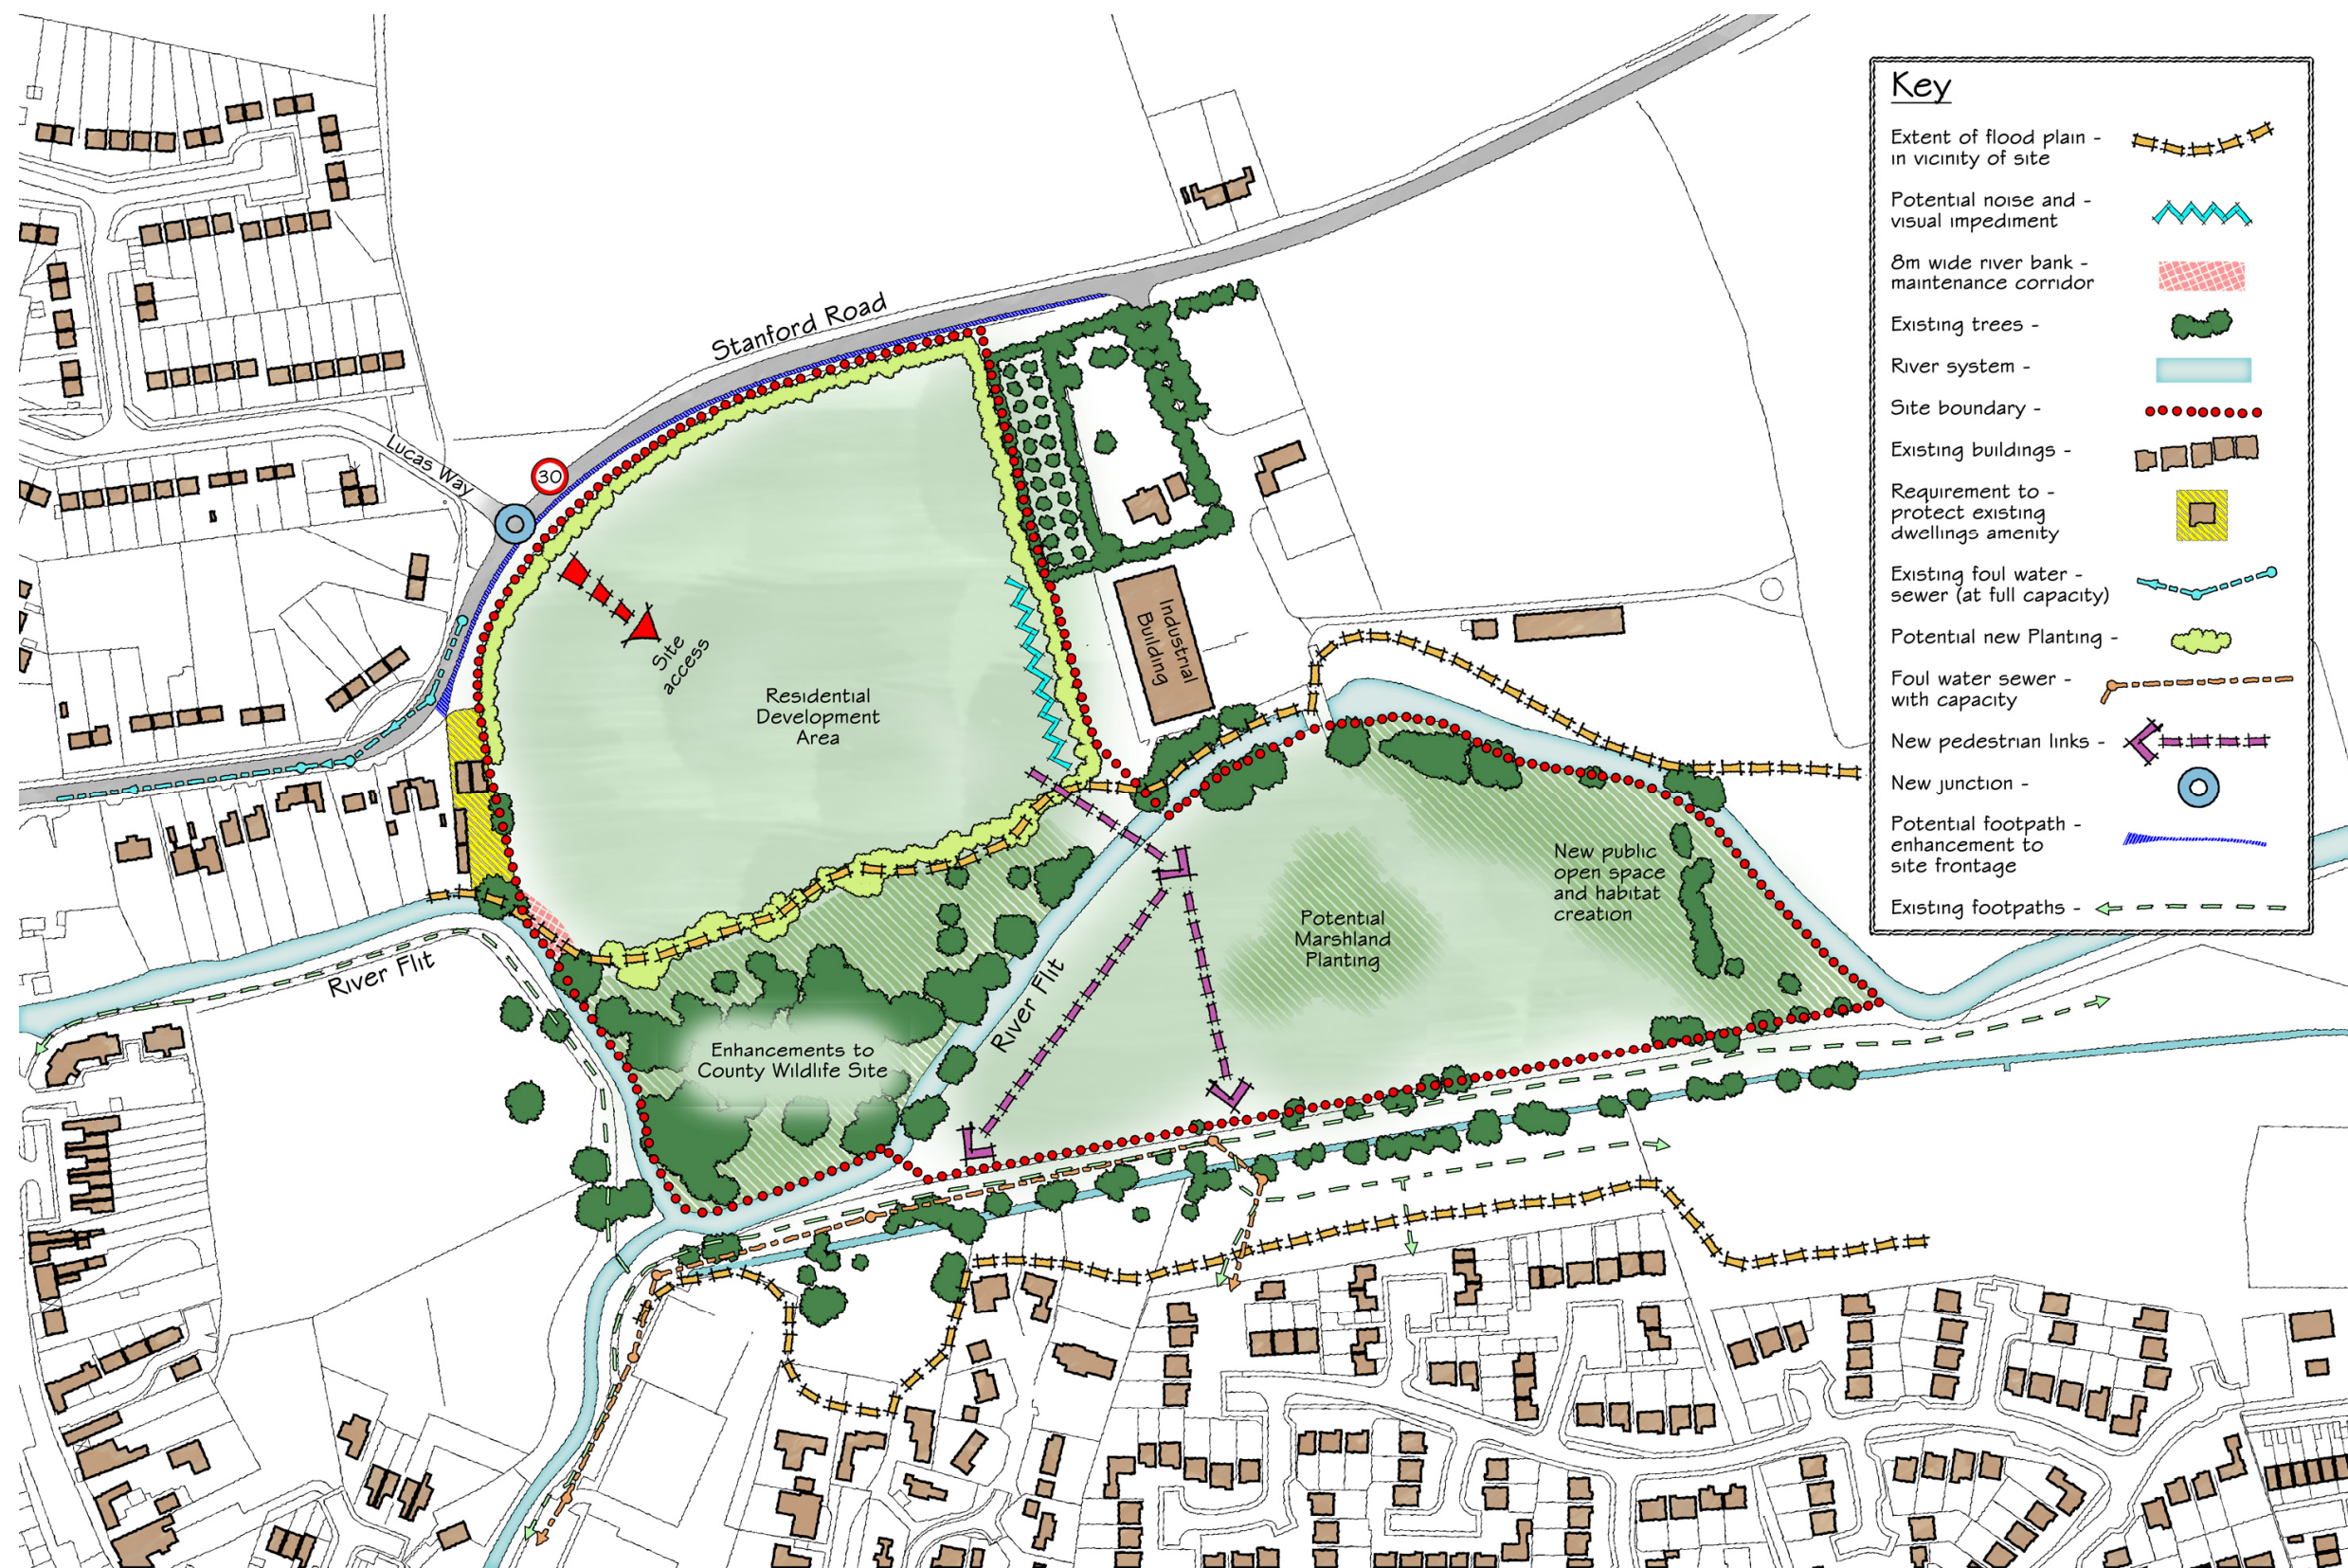 Stanford Road
Lucas Way
30
Site
access
Residential
Development
Area
Industrial
Building
River Flit
River Flit
Enhancements to
County Wildlife Site
Potential
Marshland
Planting
New public
open space
and habitat
creation
Key
Extent of flood plain -
in vicinity of site
Potential noise and -
visual impediment
8m wide river bank -
maintenance corridor
Existing trees -
River system -
Site boundary -
Existing buildings -
Requirement to -
protect existing
dwellings amenity
Existing foul water -
sewer (at full capacity)
Potential new Planting -
Foul water sewer -
with capacity
New pedestrian links -
New junction -
Potential footpath -
enhancement to
site frontage
Existing footpaths -